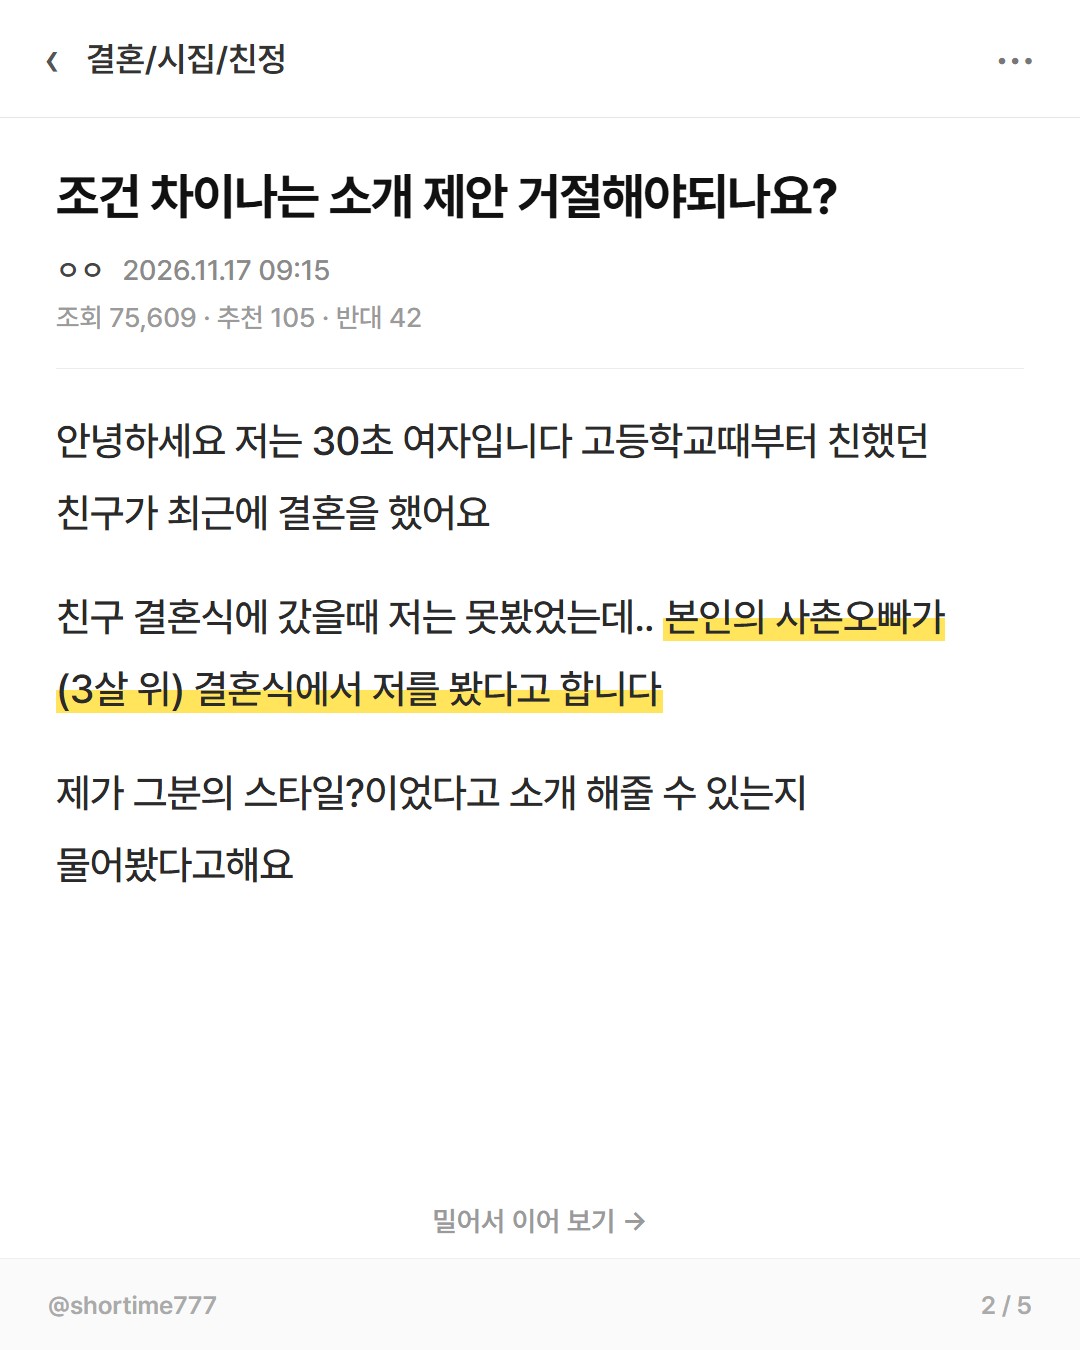 결혼/시집/친정
조건 차이나는 소개 제안 거절해야되나요?
ㅇㅇ 2026.11.17 09:15
조회 75,609 · 추천 105 · 반대 42
안녕하세요 저는 30초 여자입니다 고등학교때부터 친했던
친구가 최근에 결혼을 했어요
친구 결혼식에 갔을때 저는 못봤었는데.. 본인의 사촌오빠가
(3살 위) 결혼식에서 저를 봤다고 합니다
제가 그분의 스타일?이었다고 소개 해줄 수 있는지
물어봤다고해요
밀어서 이어 보기 →
@shortime777
2 / 5